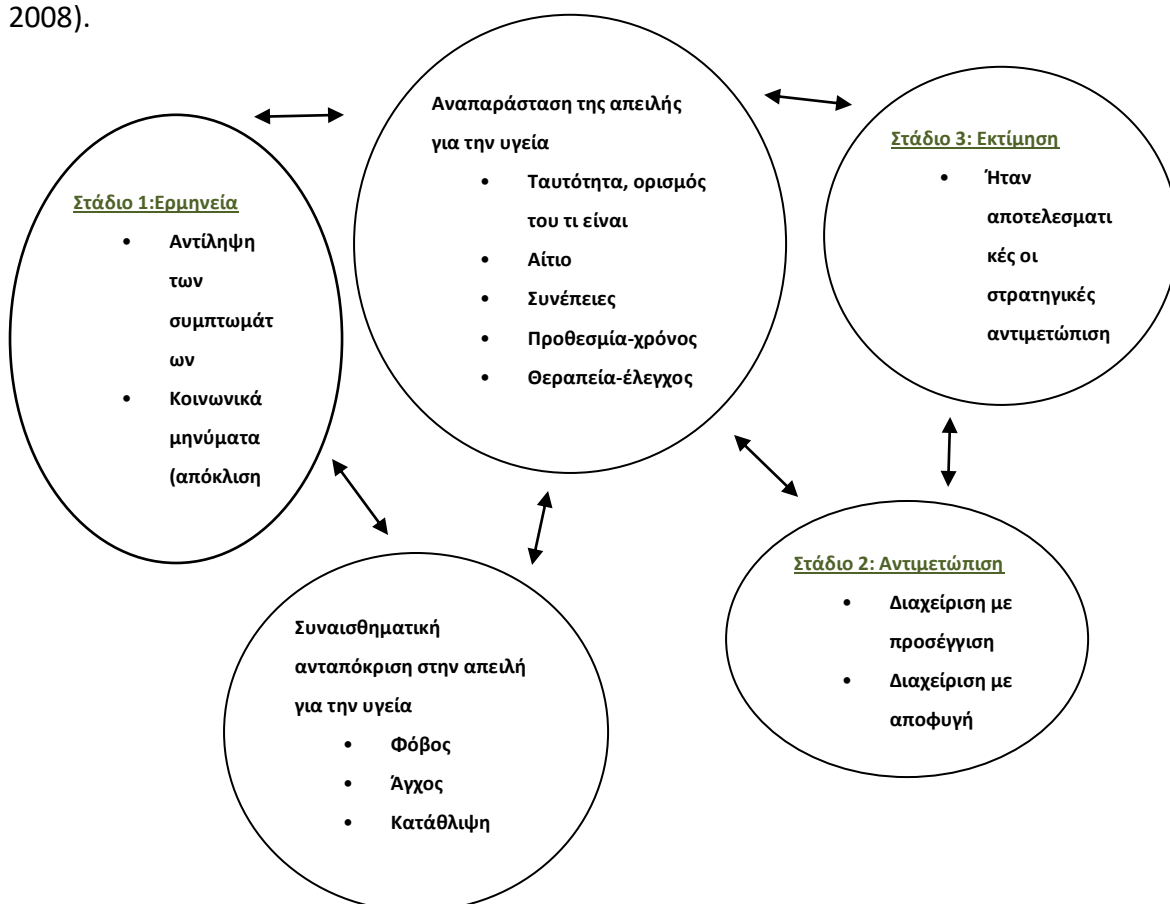 2008).
Αναπαράσταση της απειλής
για την υγεία
• Ταυτότητα, ορισμός
του τι είναι
• Αίτιο
• Συνέπειες
• Προθεσμία-χρόνος
• Θεραπεία-έλεγχος
Στάδιο 3: Εκτίμηση
• Ήταν
αποτελεσματι
κές οι
στρατηγικές
αντιμετώπιση
Στάδιο 1:Ερμηνεία
• Αντίληψη
των
συμπτωμάτ
ων
• Κοινωνικά
μηνύματα
(απόκλιση
Στάδιο 2: Αντιμετώπιση
• Διαχείριση με
προσέγγιση
• Διαχείριση με
αποφυγή
Συναισθηματική
ανταπόκριση στην απειλή
για την υγεία
• Φόβος
• Άγχος
• Κατάθλιψη